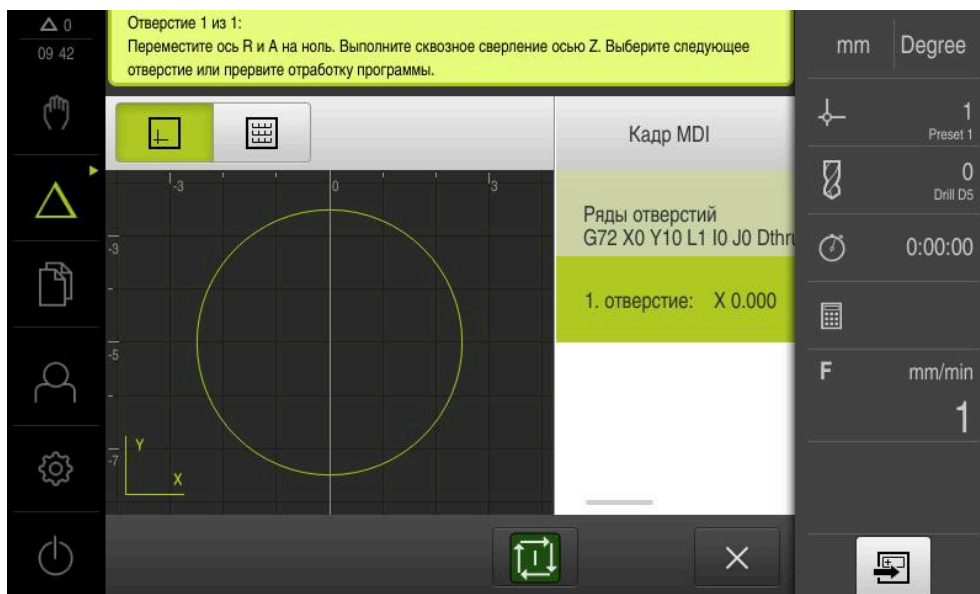 0
09 42
Отверстие 1 из 1:
Переместите ось R и A на ноль. Выполните сквозное сверление осью Z. Выберите следующее
отверстие или прервите отработку программы.
mm Degree
Кадр MDI
1
Preset 1
0
Drill D5
-3 0 3
-3
-5
-7
Y
X
Ряды отверстий
G72 X0 Y10 L1 I0 J0 Dthru
1. отверстие: X 0.000
0:00:00
F mm/min
1